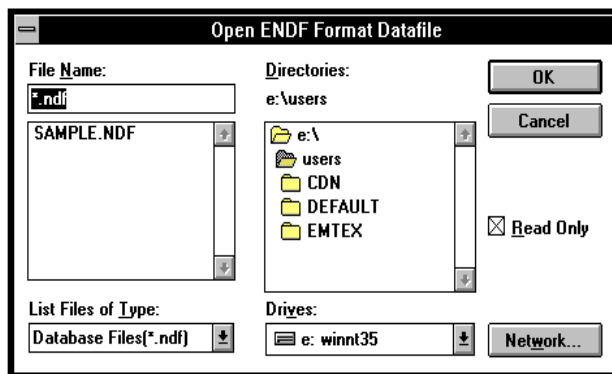 Open ENDF Format Datafile
File Name:
*.ndf
SAMPLE.NDF
List Files of Type:
Database Files(*.ndf)
Directories:
e:\users
e:\
users
CDN
DEFAULT
EMTEX
Drives:
e: winnt35
OK
Cancel
Read Only
Network...